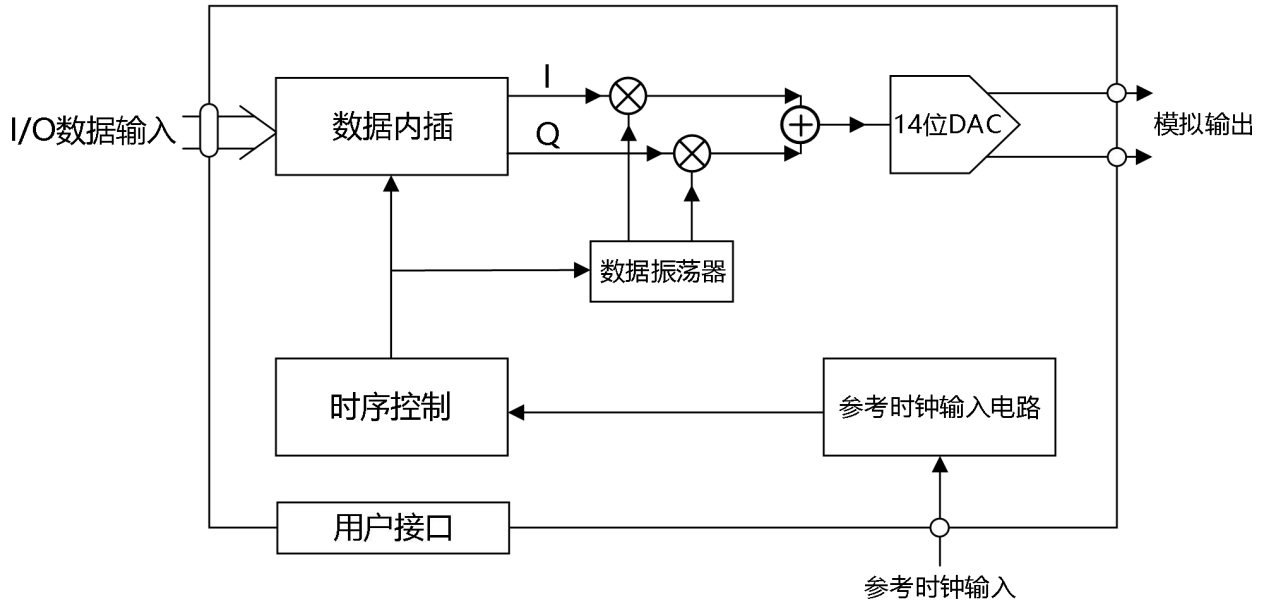 I
I/O数据输入
数据内插
Q
14位DAC
模拟输出
数据振荡器
时序控制
参考时钟输入电路
用户接口
参考时钟输入